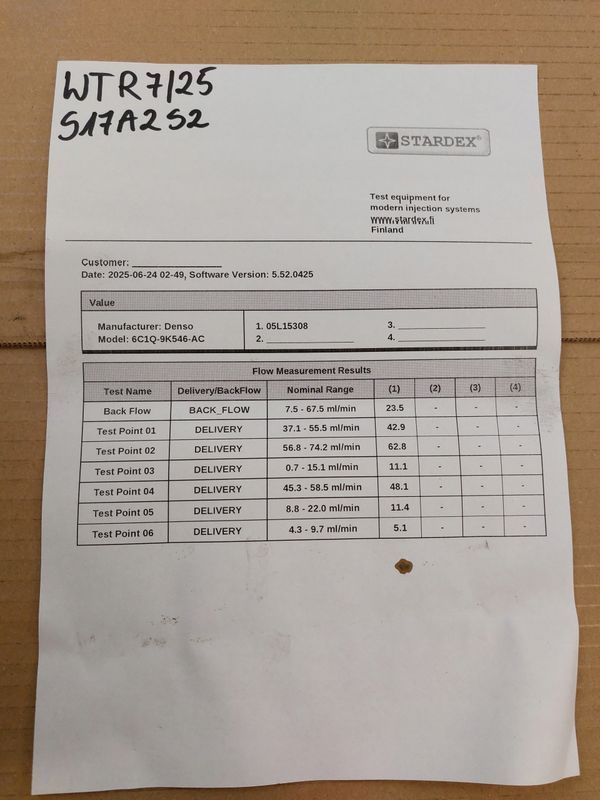 WTR7/25
S17A2S2
STARDEX®
Test equipment for
modern injection systems
www.stardex.fi
Finland
Customer: _______________
Date: 2025-06-24 02-49, Software Version: 5.52.0425
Value
Manufacturer: Denso 1. 05L15308 3. _______________
Model: 6C1Q-9K546-AC 2. _______________ 4. _______________
Flow Measurement Results
Test Name Delivery/BackFlow Nominal Range (1) (2) (3) (4)
Back Flow BACK_FLOW 7.5 - 67.5 ml/min 23.5 - - -
Test Point 01 DELIVERY 37.1 - 55.5 ml/min 42.9 - - -
Test Point 02 DELIVERY 56.8 - 74.2 ml/min 62.8 - - -
Test Point 03 DELIVERY 0.7 - 15.1 ml/min 11.1 - - -
Test Point 04 DELIVERY 45.3 - 58.5 ml/min 48.1 - - -
Test Point 05 DELIVERY 8.8 - 22.0 ml/min 11.4 - - -
Test Point 06 DELIVERY 4.3 - 9.7 ml/min 5.1 - - -